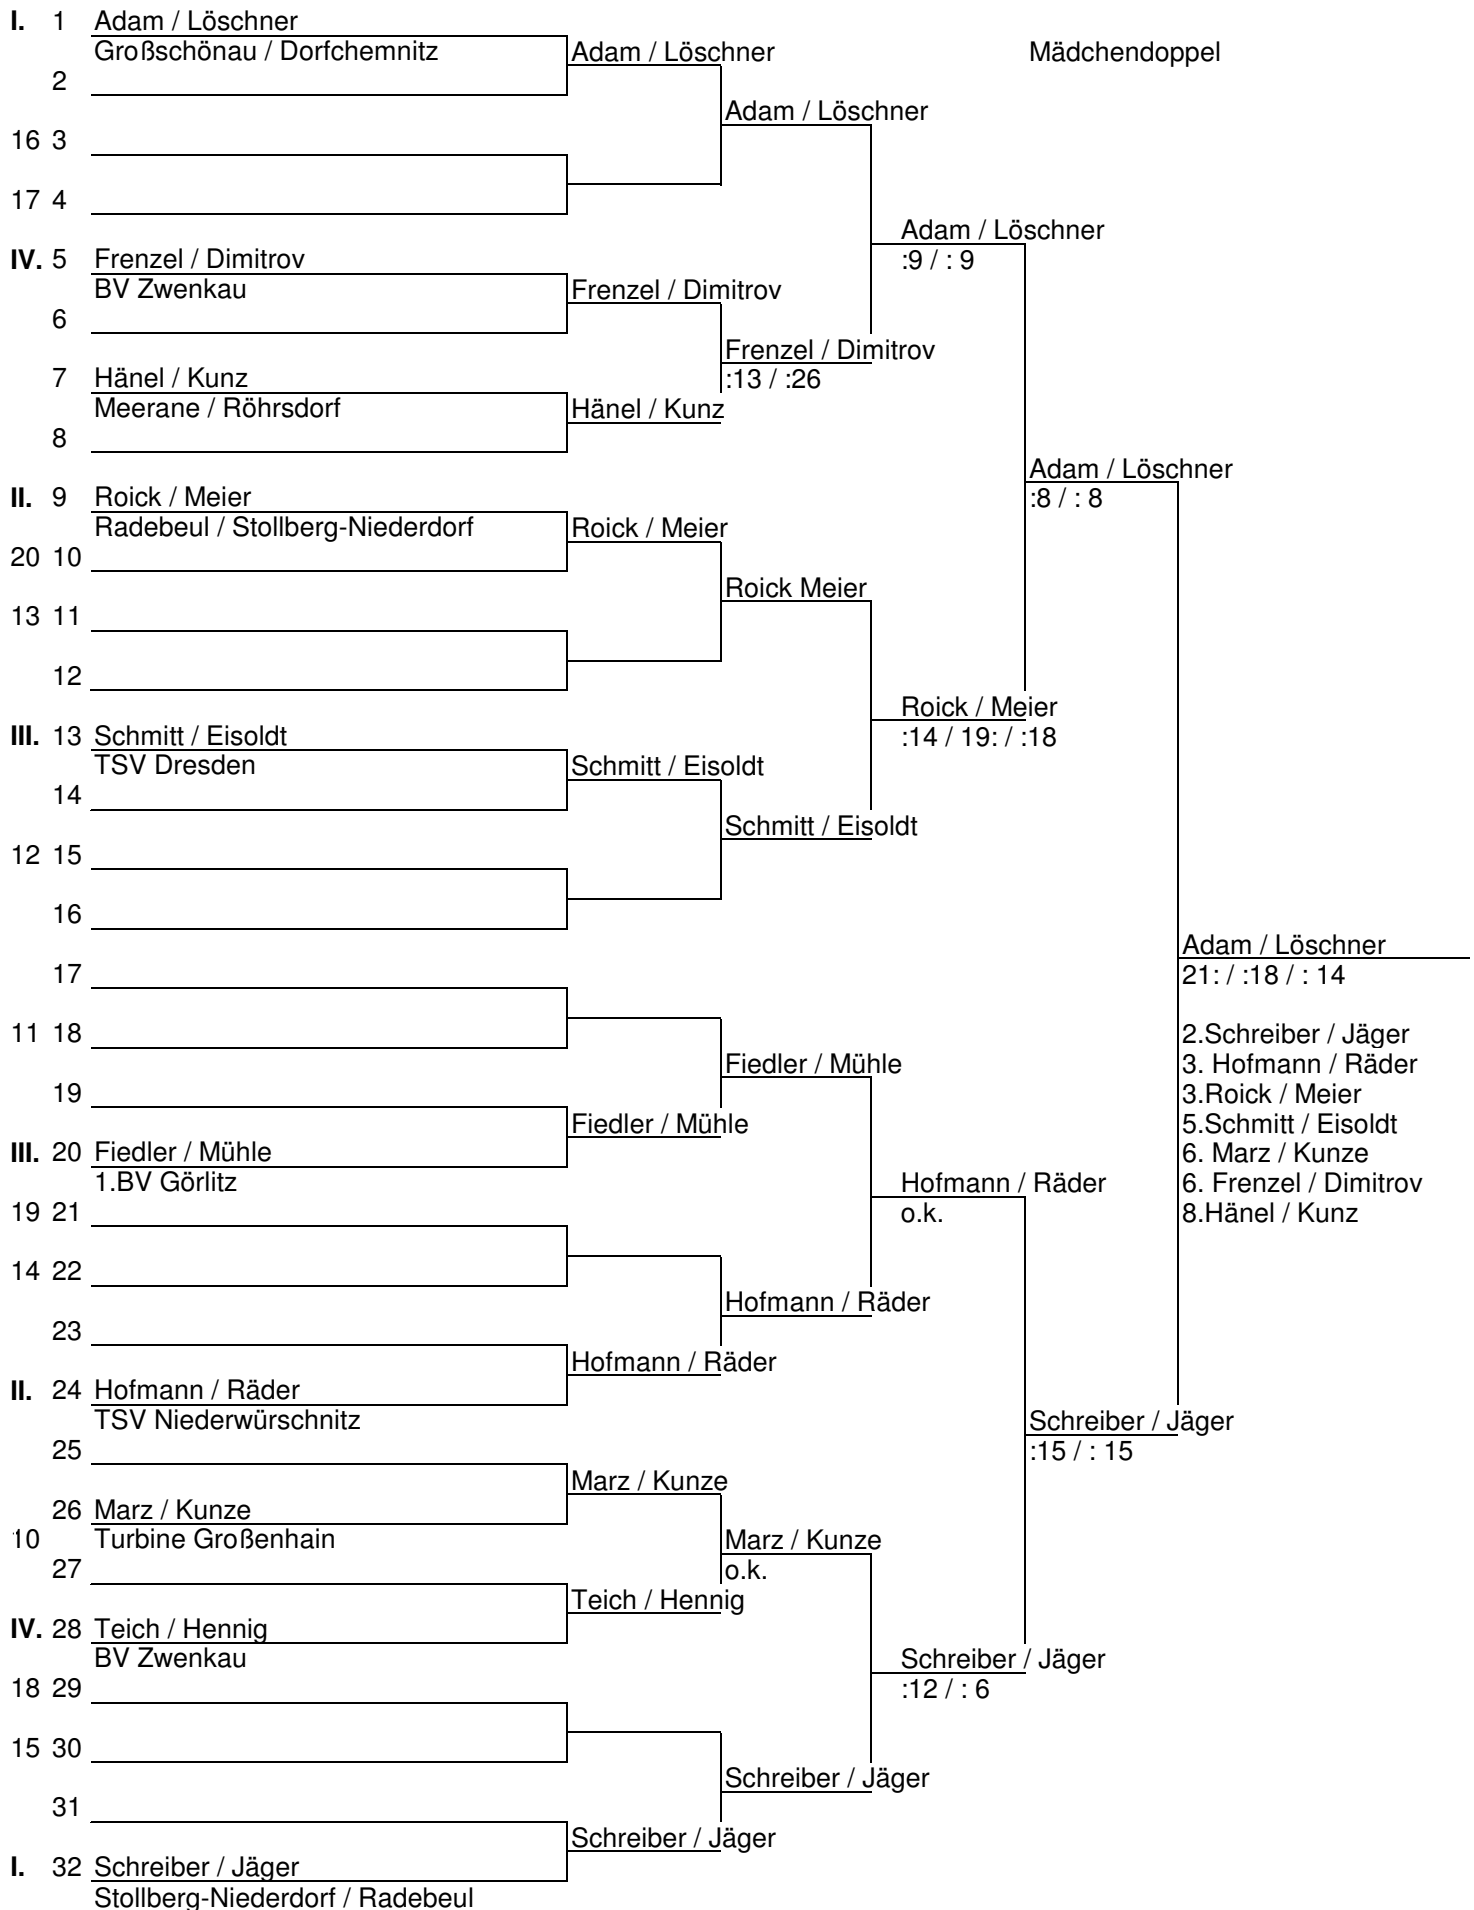 I. 1 Adam / Löschner
Großschönau / Dorfchemnitz Adam / Löschner Mädchendoppel
2
Adam / Löschner
16 3
17 4
Adam / Löschner
IV. 5 Frenzel / Dimitrov :9 / : 9
BV Zwenkau Frenzel / Dimitrov
6
Frenzel / Dimitrov
7 Hänel / Kunz :13 / :26
Meerane / Röhrsdorf Hänel / Kunz
8
Adam / Löschner
II. 9 Roick / Meier :8 / : 8
Radebeul / Stollberg-Niederdorf Roick / Meier
20 10
Roick Meier
13 11
12
Roick / Meier
III. 13 Schmitt / Eisoldt :14 / 19: / :18
TSV Dresden Schmitt / Eisoldt
14
Schmitt / Eisoldt
12 15
16
Adam / Löschner
17 21: / :18 / : 14
11 18 2.Schreiber / Jäger
Fiedler / Mühle 3. Hofmann / Räder
19 3.Roick / Meier
Fiedler / Mühle 5.Schmitt / Eisoldt
III. 20 Fiedler / Mühle 6. Marz / Kunze
1.BV Görlitz Hofmann / Räder 6. Frenzel / Dimitrov
19 21 o.k. 8.Hänel / Kunz
14 22
Hofmann / Räder
23
Hofmann / Räder
II. 24 Hofmann / Räder
TSV Niederwürschnitz Schreiber / Jäger
25 :15 / : 15
Marz / Kunze
26 Marz / Kunze
10 Turbine Großenhain Marz / Kunze
27 o.k.
Teich / Hennig
IV. 28 Teich / Hennig
BV Zwenkau Schreiber / Jäger
18 29 :12 / : 6
15 30
Schreiber / Jäger
31
Schreiber / Jäger
I. 32 Schreiber / Jäger
Stollberg-Niederdorf / Radebeul